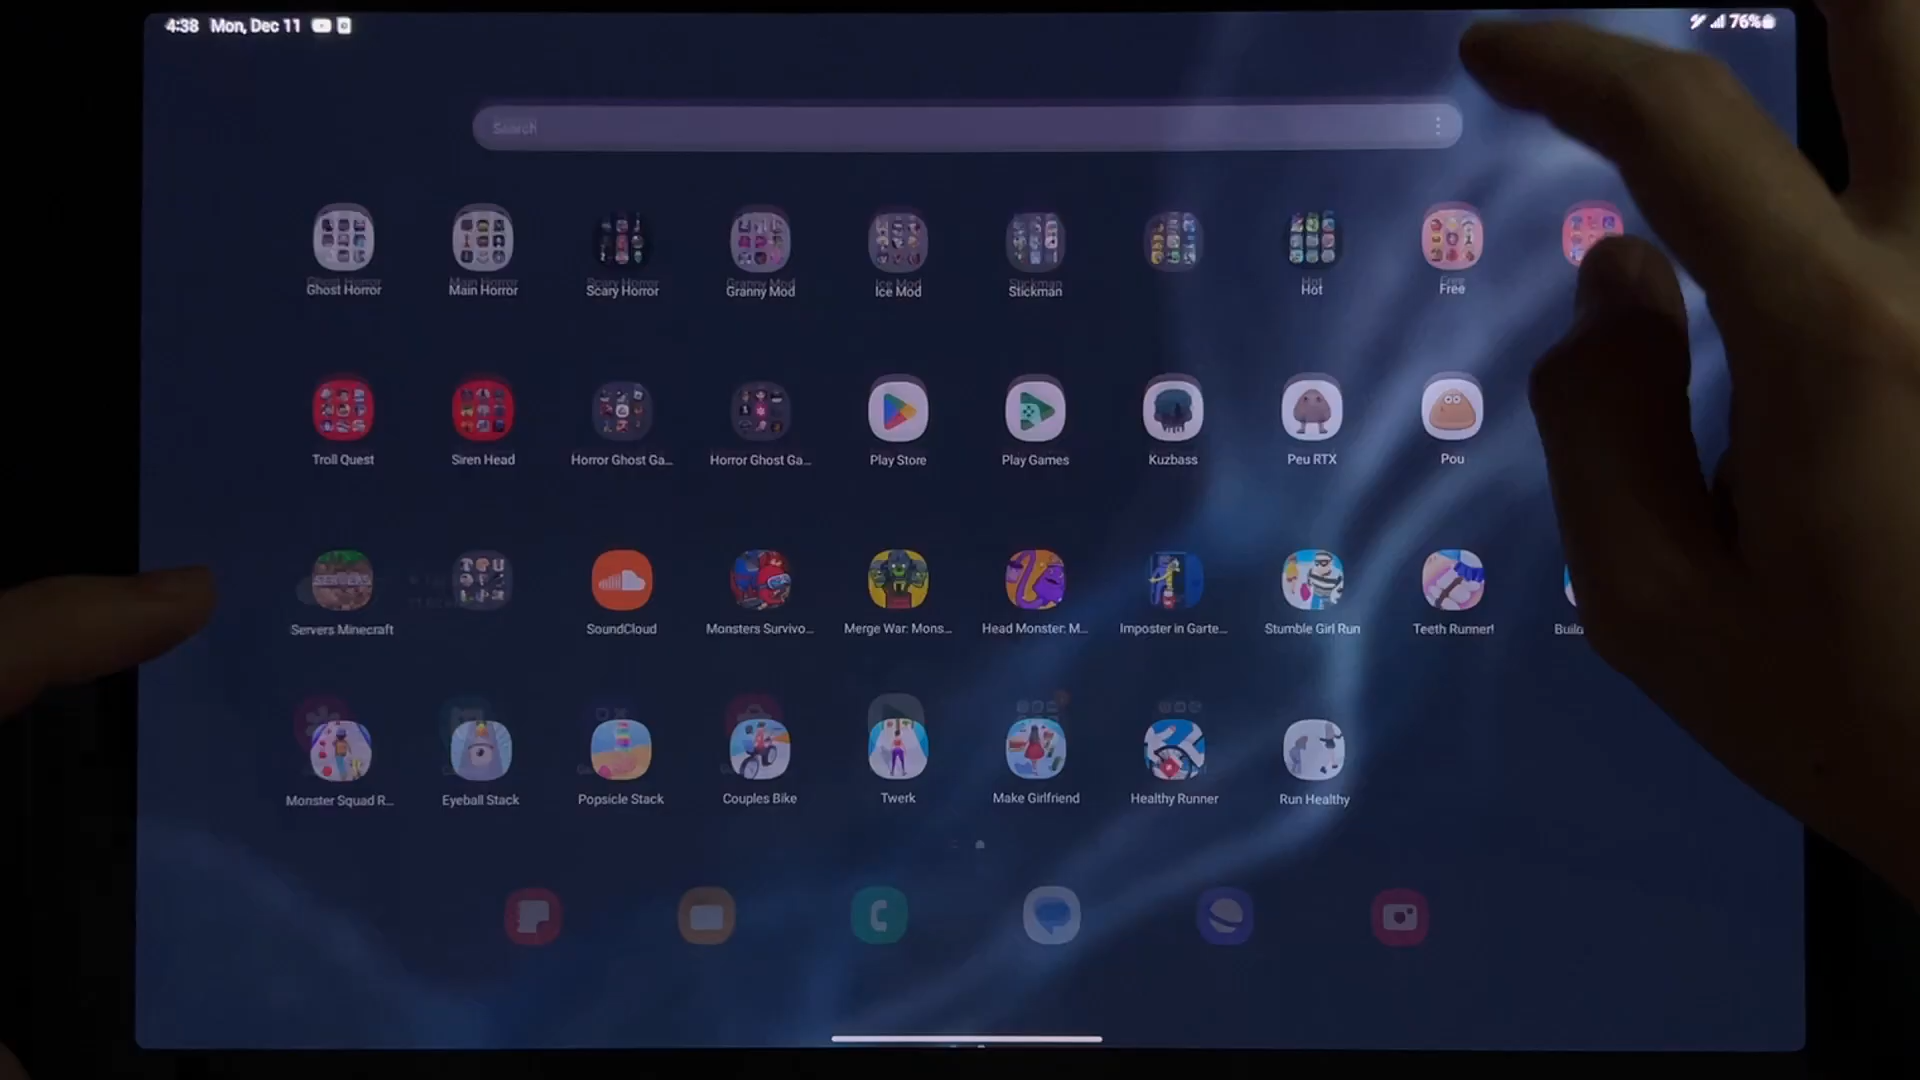 4:38 Mon, Dec 11
76%
Search
Ghost Horror
Main Horror
Scary Horror
Granny Mod
Ice Mod
Stickman
Hot
Free
Troll Quest
Siren Head
Horror Ghost Ga...
Horror Ghost Ga...
Play Store
Play Games
Kuzbass
Peu RTX
Pou
SERVERS
Servers Minecraft
SoundCloud
Monsters Survivo...
Merge War: Mons...
Head Monster: M...
Imposter in Garte...
Stumble Girl Run
Teeth Runner!
Monster Squad R...
Eyeball Stack
Popsicle Stack
Couples Bike
Twerk
Make Girlfriend
Healthy Runner
Run Healthy